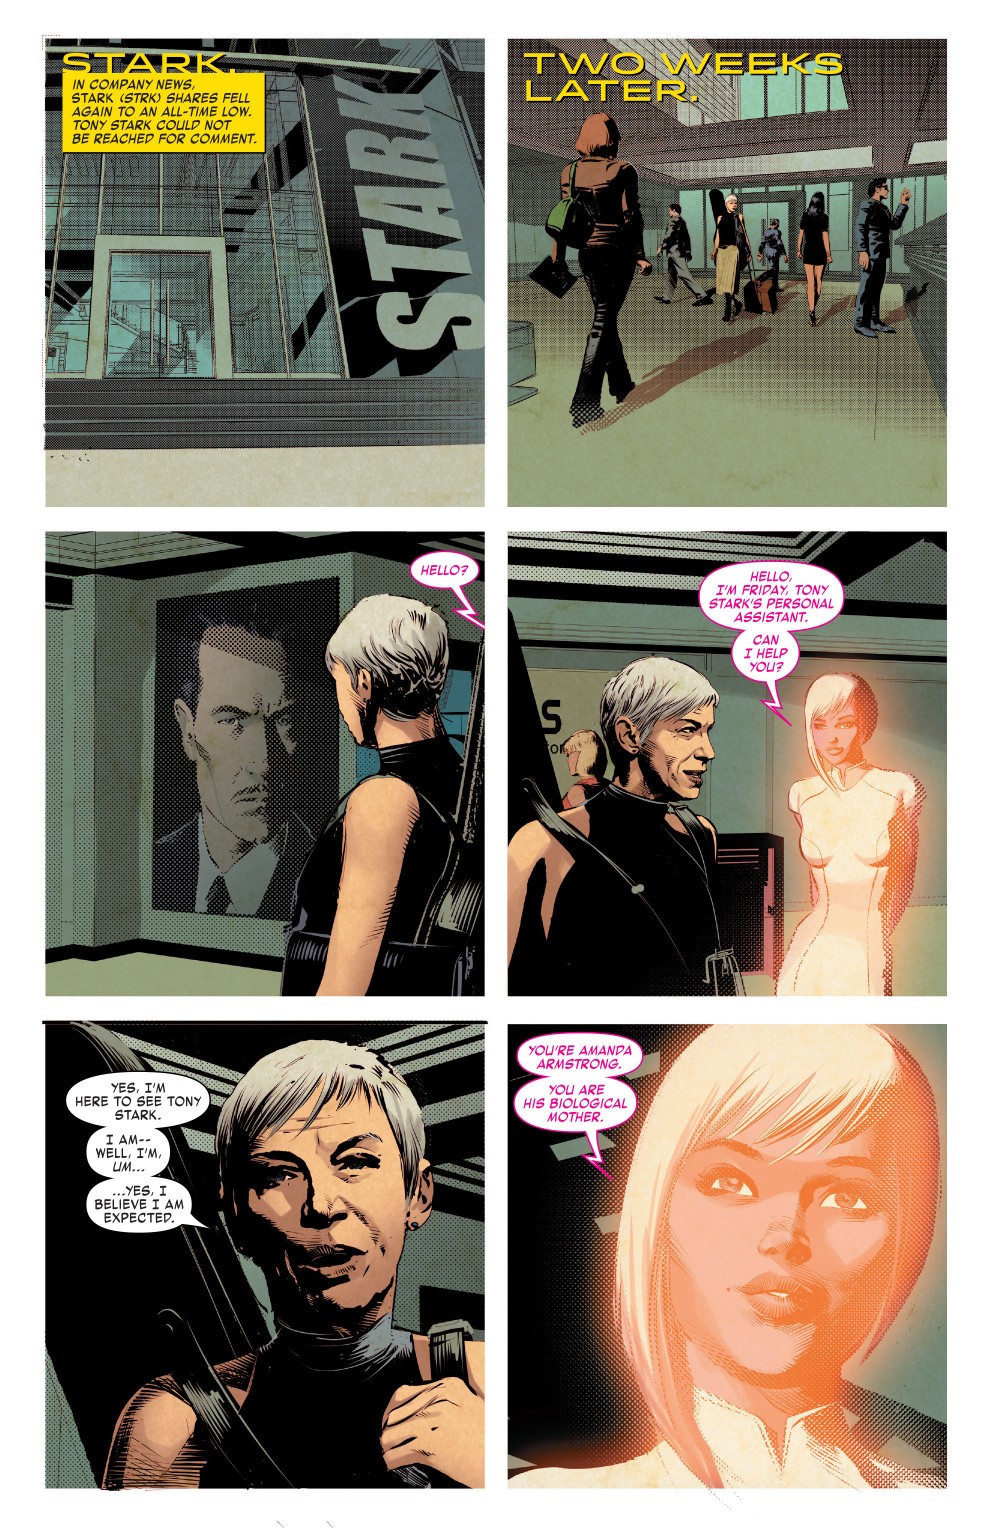 STARK.
IN COMPANY NEWS,
STARK (STRK) SHARES FELL
AGAIN TO AN ALL-TIME LOW.
TONY STARK COULD NOT
BE REACHED FOR COMMENT.
STARK
TWO WEEKS
LATER.
HELLO?
HELLO,
I'M FRIDAY, TONY
STARK'S PERSONAL
ASSISTANT.
CAN
I HELP
YOU?
S
YES, I'M
HERE TO SEE TONY
STARK.
I AM--
WELL, I'M,
UM...
...YES, I
BELIEVE I AM
EXPECTED.
YOU'RE AMANDA
ARMSTRONG.
YOU ARE
HIS BIOLOGICAL
MOTHER.